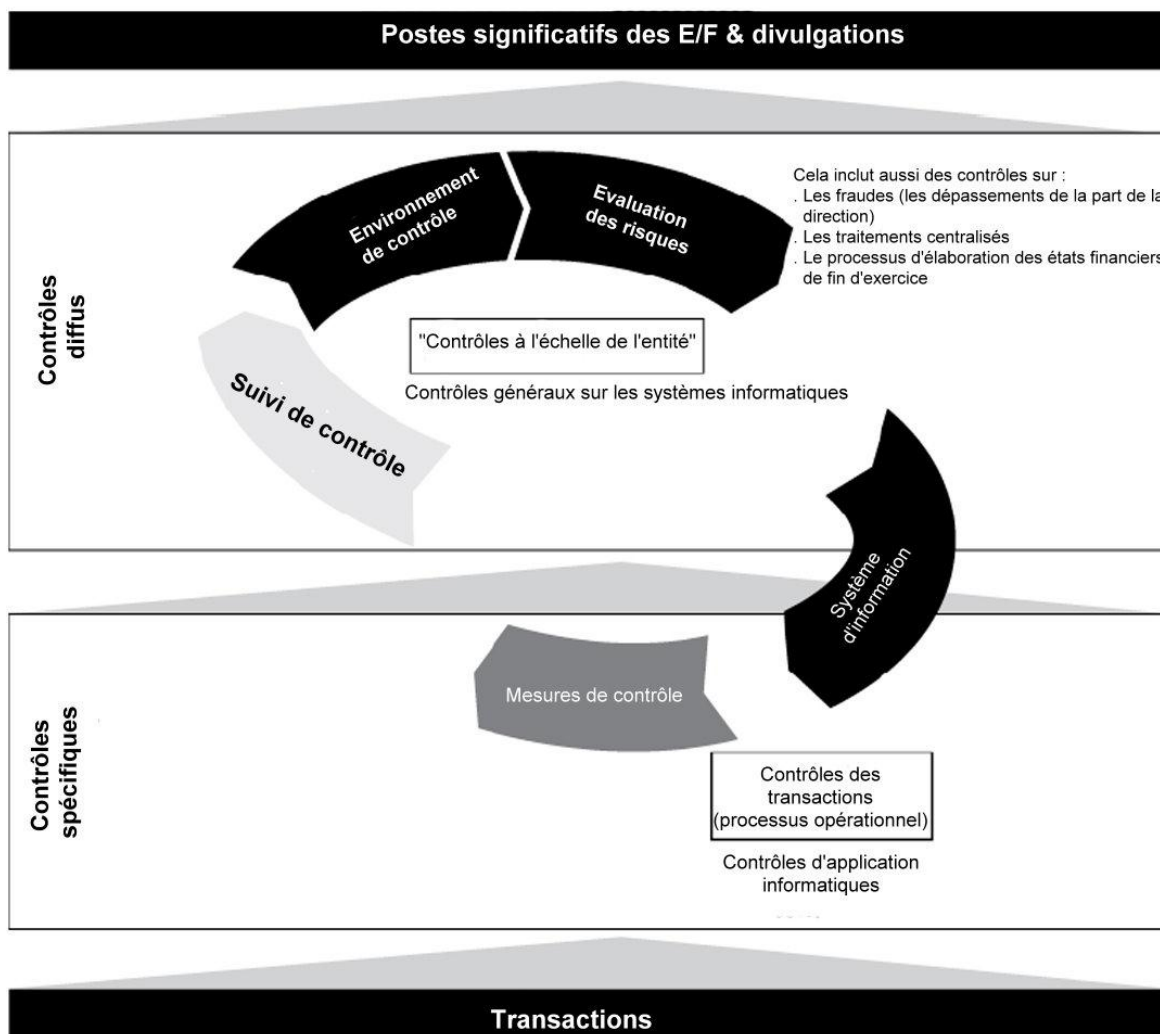 Postes significatifs des E/F & divulgations
Contrôles
diffus
Environnement
de contrôle
Evaluation
des risques
Cela inclut aussi des contrôles sur :
. Les fraudes (les dépassements de la part de la
direction)
. Les traitements centralisés
. Le processus d'élaboration des états financiers
de fin d'exercice
"Contrôles à l'échelle de l'entité"
Contrôles généraux sur les systèmes informatiques
Suivi de contrôle
Système
d'information
Contrôles
spécifiques
Mesures de contrôle
Contrôles des
transactions
(processus opérationnel)
Contrôles d'application
informatiques
Transactions